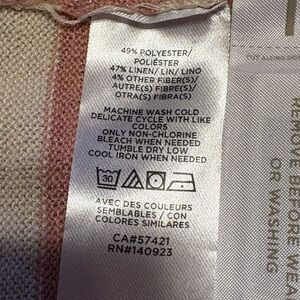 49% POLYESTER/
POLIÉSTER
47% LINEN/ LIN/ LINO
4% OTHER FIBER(S)/
AUTRE(S) FIBRE(S)/
OTRA(S) FIBRA(S)
MACHINE WASH COLD
DELICATE CYCLE WITH LIKE
COLORS
ONLY NON-CHLORINE
BLEACH WHEN NEEDED
TUMBLE DRY LOW
COOL IRON WHEN NEEDED
30
AVEC DES COULEURS
SEMBLABLES / CON
COLORES SIMILARES
CA#57421
RN#140923
CUT ALONG
BEFORE WEA
OR WASHING